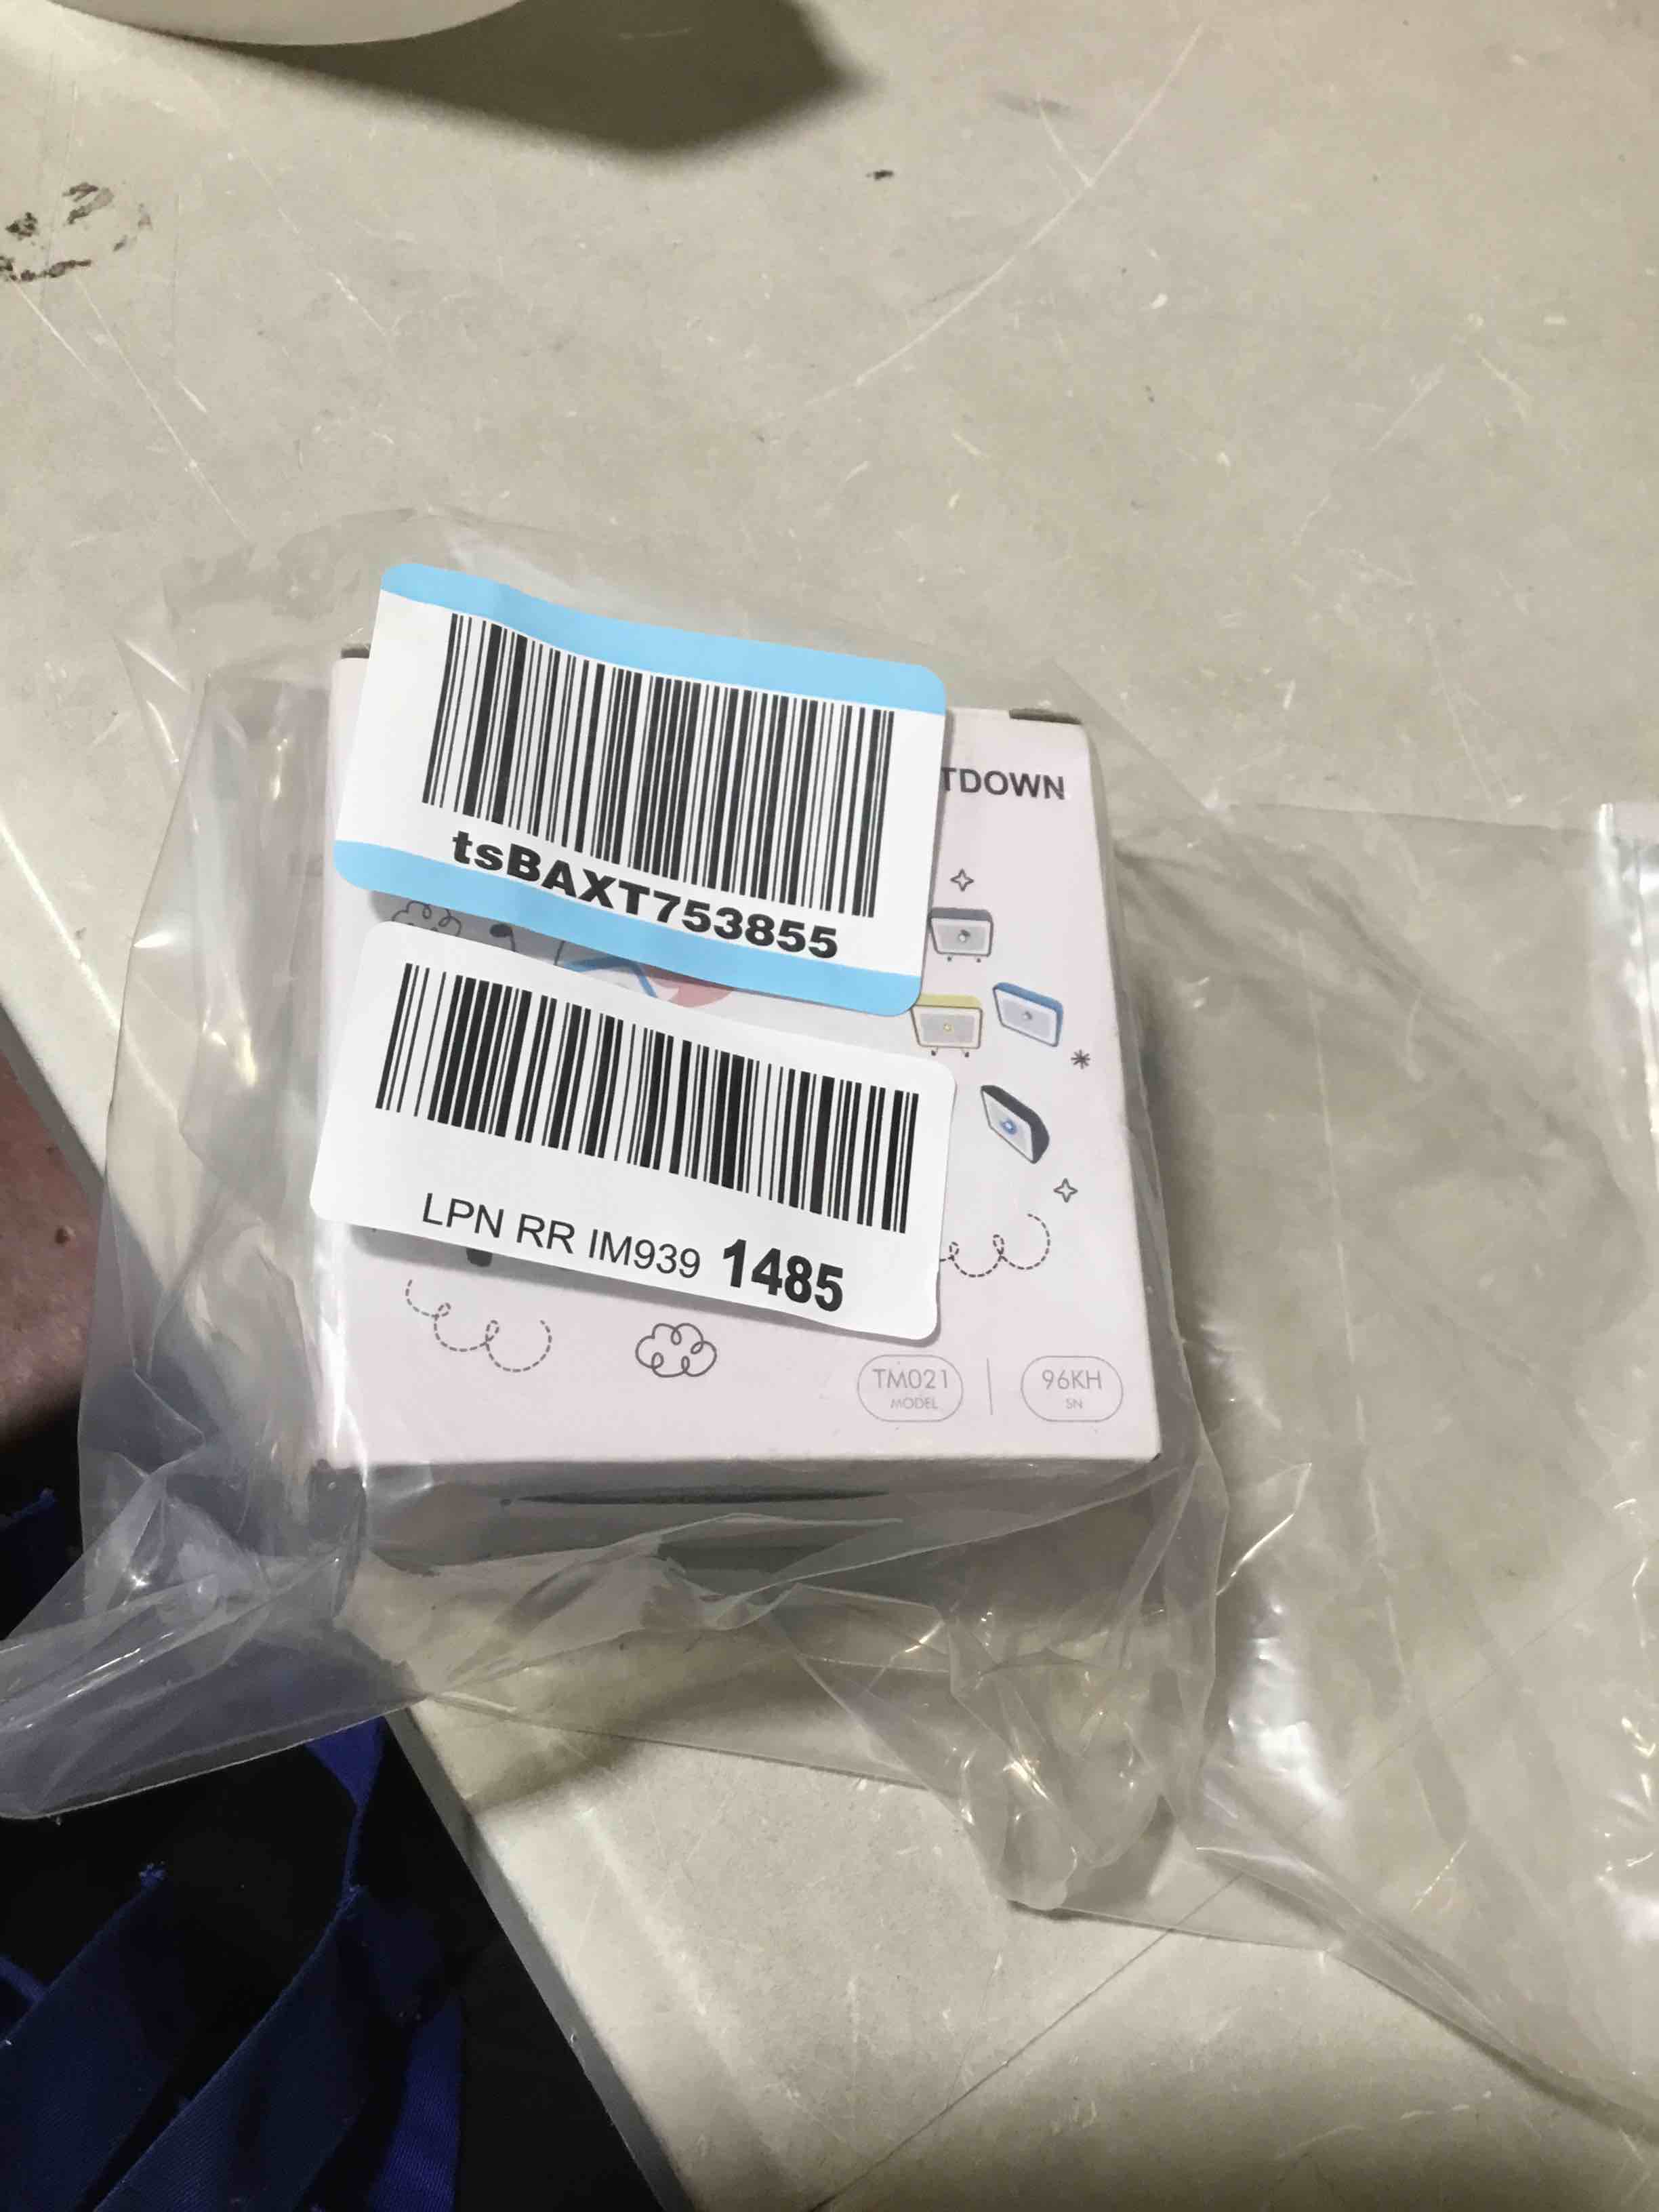 TDOWN
tsBAXT753855
LPN RR IM939 1485
TM021
MODEL
96KH
SN